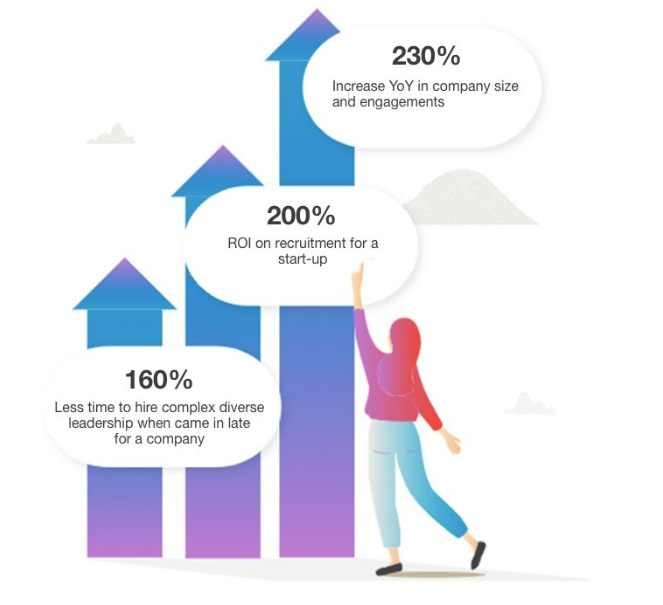 230%
Increase YoY in company size
and engagements
200%
ROI on recruitment for a
start-up
160%
Less time to hire complex diverse
leadership when came in late
for a company